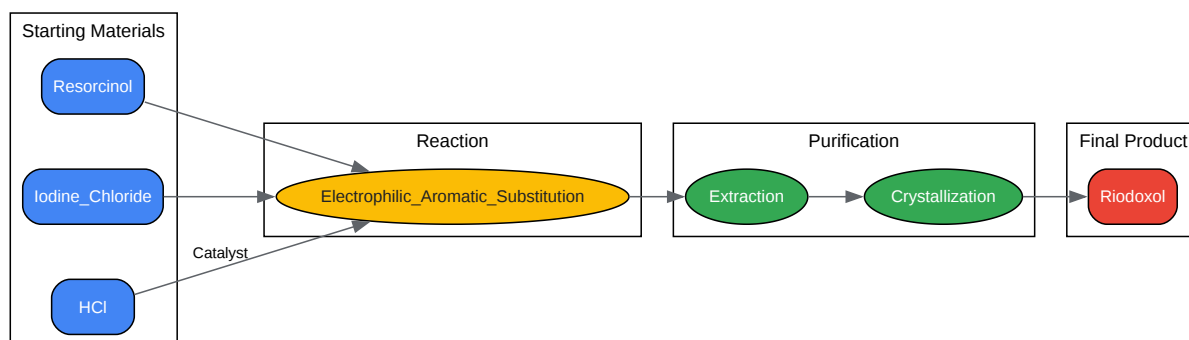 Starting Materials
Resorcinol
Iodine_Chloride
HCl
Catalyst
Reaction
Electrophilic_Aromatic_Substitution
Purification
Extraction
Crystallization
Final Product
Riodoxol